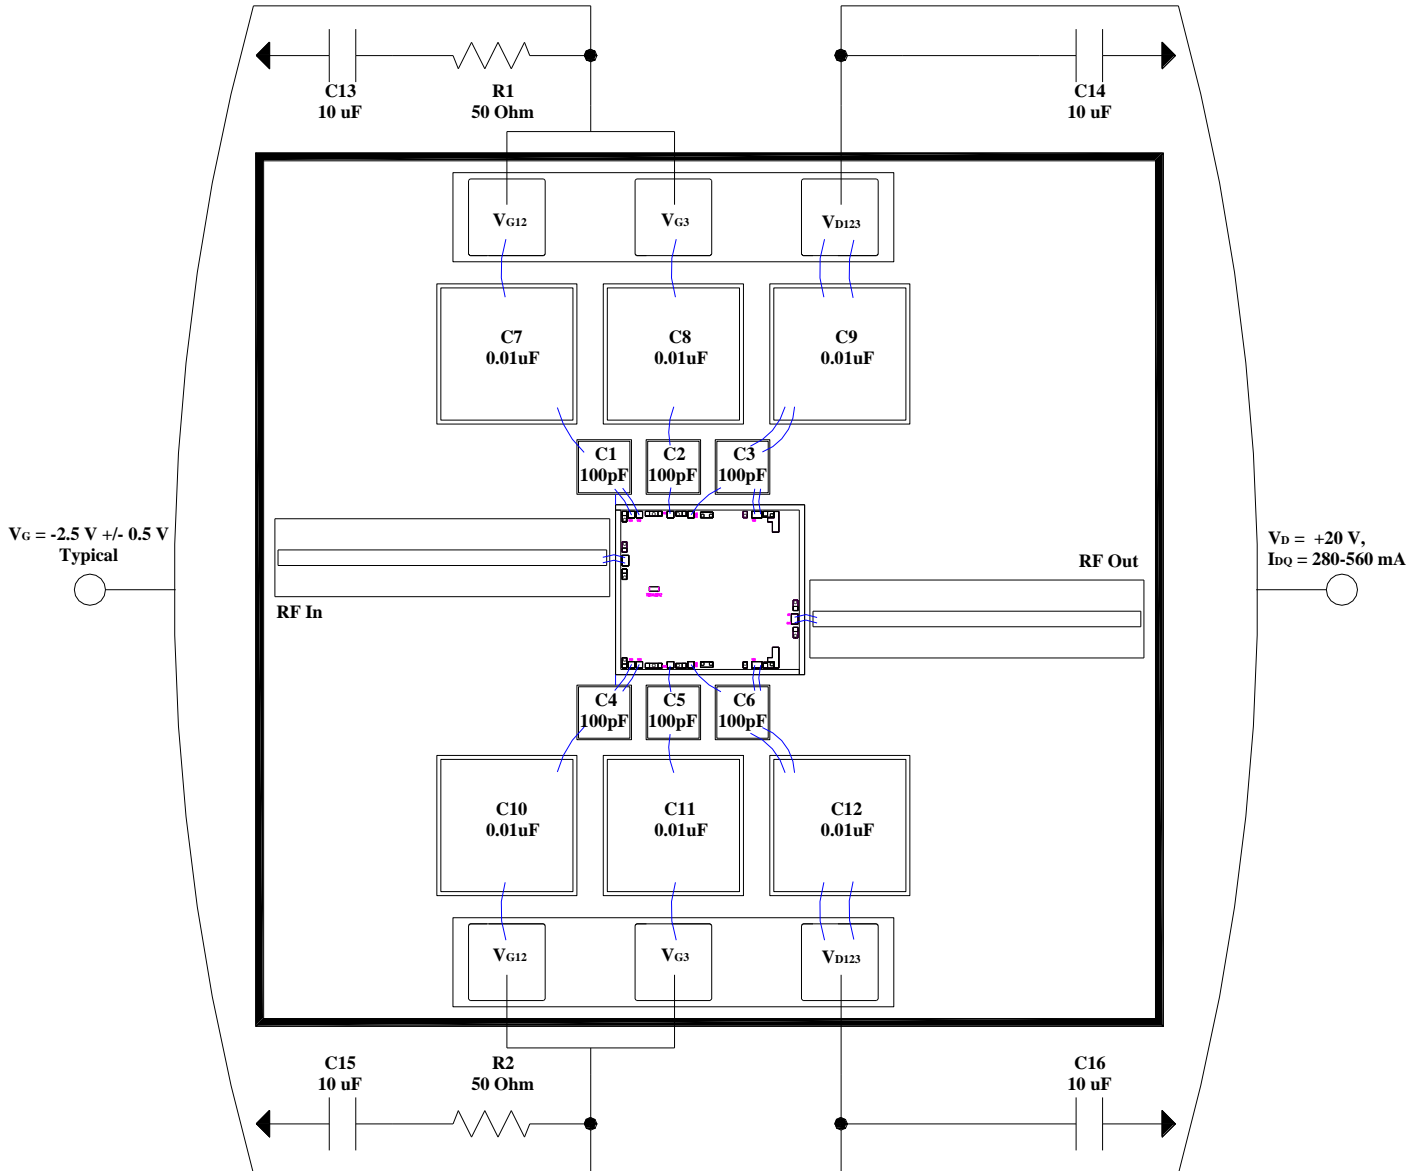 C13
10 uF
R1
50 Ohm
C14
10 uF
VG12
VG3
VD123
C7
0.01uF
C8
0.01uF
C9
0.01uF
C1
100pF
C2
100pF
C3
100pF
VG = -2.5 V +/- 0.5 V
Typical
RF In
RF Out
VD = +20 V,
IDQ = 280-560 mA
C4
100pF
C5
100pF
C6
100pF
C10
0.01uF
C11
0.01uF
C12
0.01uF
VG12
VG3
VD123
C15
10 uF
R2
50 Ohm
C16
10 uF